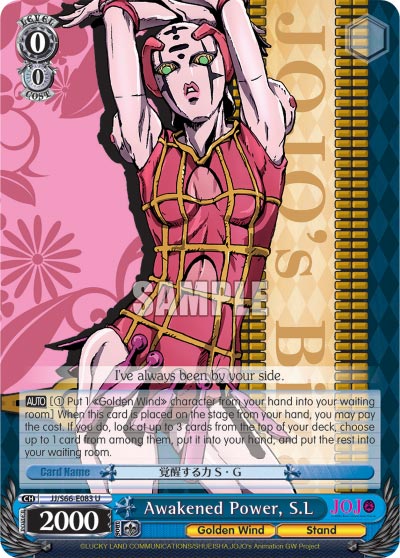 LEVEL
0
0
COST
JOJO's Bi
SAMPLE
I've always been by your side.
AUTO [(1) Put 1 «Golden Wind» character from your hand into your waiting
room] When this card is placed on the stage from your hand, you may pay
the cost. If you do, look at up to 3 cards from the top of your deck, choose
up to 1 card from among them, put it into your hand, and put the rest into
your waiting room.
Card Name
覚醒する力 S・G
CH
JJ/S66-E083 U
POWER
2000
SOUL
Awakened Power, S.L
JOJO
Golden Wind
Stand
©LUCKY LAND COMMUNICATIONS/SHUEISHA,JOJO's Animation GW Project